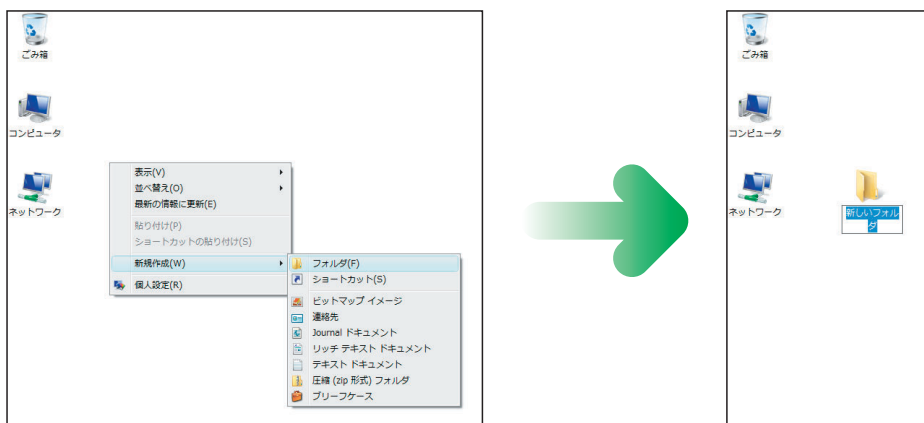 ごみ箱
コンピュータ
ネットワーク
表示(V)
並べ替え(O)
最新の情報に更新(E)
貼り付け(P)
ショートカットの貼り付け(S)
新規作成(W)
個人設定(R)
フォルダ(F)
ショートカット(S)
ビットマップ イメージ
連絡先
Journal ドキュメント
リッチ テキスト ドキュメント
テキスト ドキュメント
圧縮 (zip 形式) フォルダ
ブリーフケース
ごみ箱
コンピュータ
ネットワーク
新しいフォル
ダ